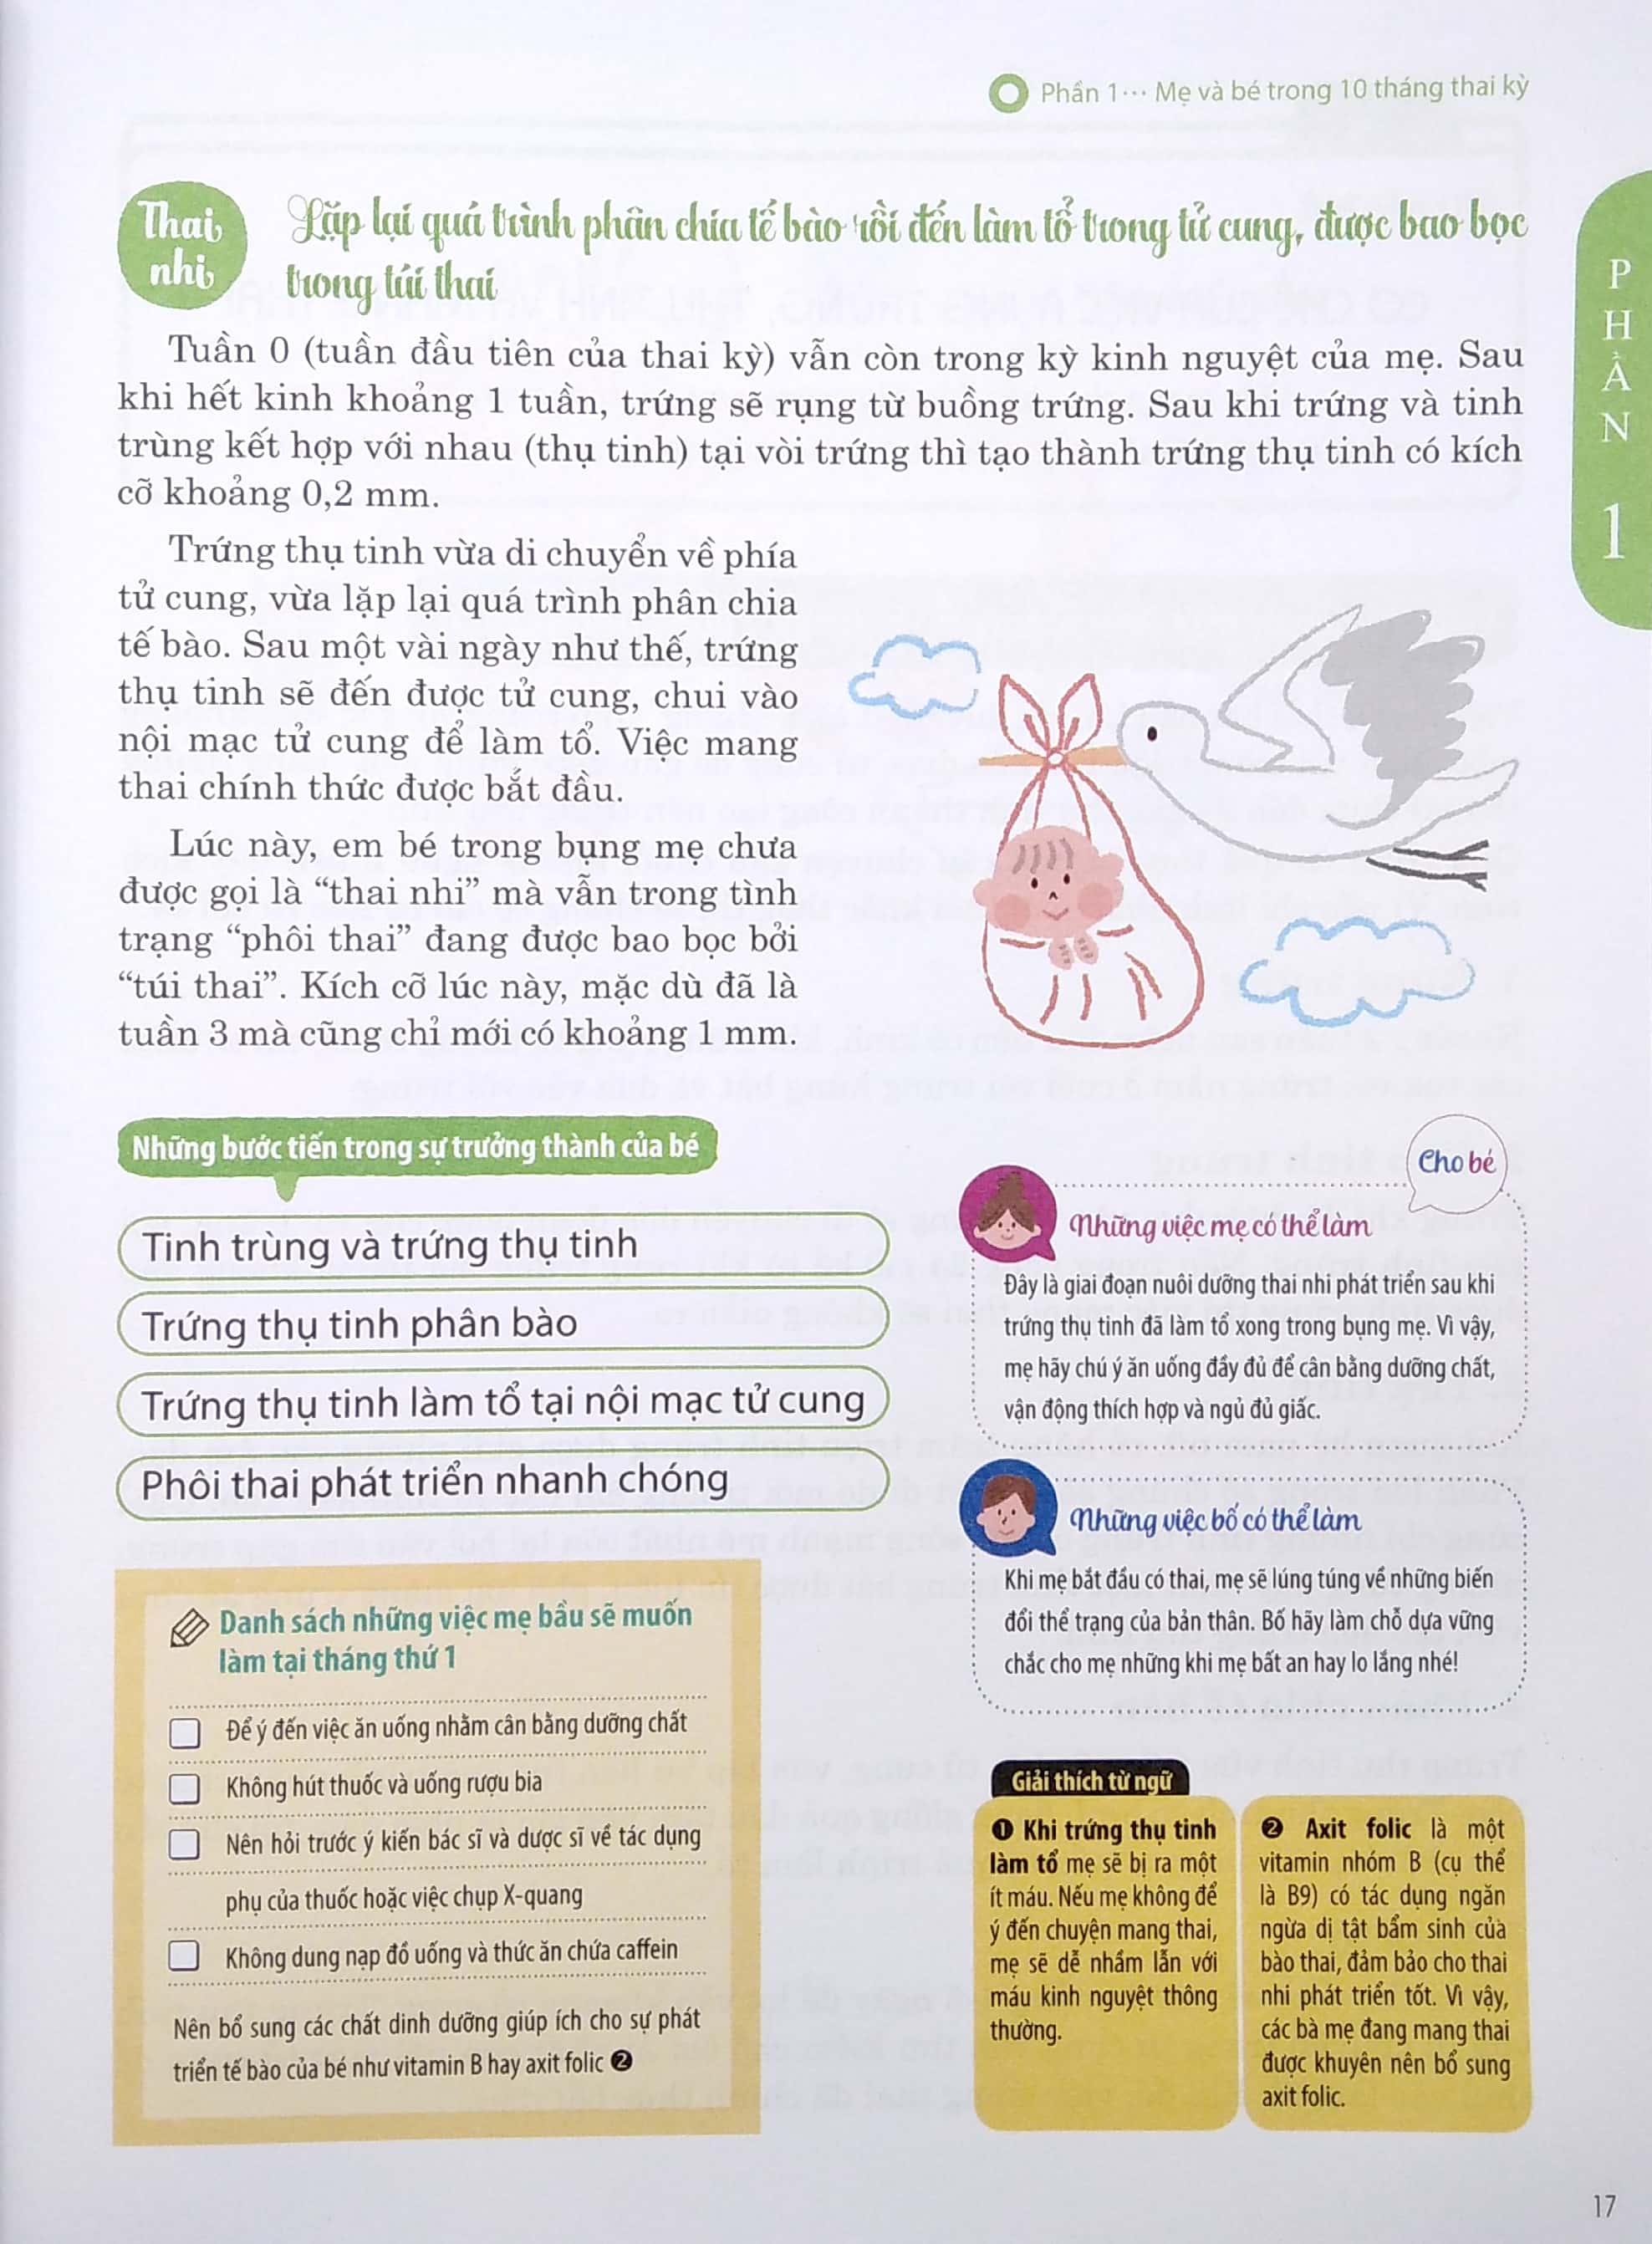 Phần 1··· Mẹ và bé trong 10 tháng thai kỳ
Thai
nhi
Lặp lại quá trình phân chia tế bào rồi đến làm tổ trong tử cung, được bao bọc
trong túi thai
PHẦN 1
Tuần 0 (tuần đầu tiên của thai kỳ) vẫn còn trong kỳ kinh nguyệt của mẹ. Sau
khi hết kinh khoảng 1 tuần, trứng sẽ rụng từ buồng trứng. Sau khi trứng và tinh
trùng kết hợp với nhau (thụ tinh) tại vòi trứng thì tạo thành trứng thụ tinh có kích
cỡ khoảng 0,2 mm.
Trứng thụ tinh vừa di chuyển về phía
tử cung, vừa lặp lại quá trình phân chia
tế bào. Sau một vài ngày như thế, trứng
thụ tinh sẽ đến được tử cung, chui vào
nội mạc tử cung để làm tổ. Việc mang
thai chính thức được bắt đầu.
Lúc này, em bé trong bụng mẹ chưa
được gọi là “thai nhi” mà vẫn trong tình
trạng “phôi thai” đang được bao bọc bởi
“túi thai”. Kích cỡ lúc này, mặc dù đã là
tuần 3 mà cũng chỉ mới có khoảng 1 mm.
Những bước tiến trong sự trưởng thành của bé
Tinh trùng và trứng thụ tinh
Trứng thụ tinh phân bào
Trứng thụ tinh làm tổ tại nội mạc tử cung
Phôi thai phát triển nhanh chóng
Cho bé
Những việc mẹ có thể làm
Đây là giai đoạn nuôi dưỡng thai nhi phát triển sau khi
trứng thụ tinh đã làm tổ xong trong bụng mẹ. Vì vậy,
mẹ hãy chú ý ăn uống đầy đủ để cân bằng dưỡng chất,
vận động thích hợp và ngủ đủ giấc.
Những việc bố có thể làm
Khi mẹ bắt đầu có thai, mẹ sẽ lúng túng về những biến
đổi thể trạng của bản thân. Bố hãy làm chỗ dựa vững
chắc cho mẹ những khi mẹ bất an hay lo lắng nhé!
Danh sách những việc mẹ bầu sẽ muốn
làm tại tháng thứ 1
Để ý đến việc ăn uống nhằm cân bằng dưỡng chất
Không hút thuốc và uống rượu bia
Nên hỏi trước ý kiến bác sĩ và dược sĩ về tác dụng
phụ của thuốc hoặc việc chụp X-quang
Không dung nạp đồ uống và thức ăn chứa caffein
Nên bổ sung các chất dinh dưỡng giúp ích cho sự phát
triển tế bào của bé như vitamin B hay axit folic ❷
Giải thích từ ngữ
❶ Khi trứng thụ tinh
làm tổ mẹ sẽ bị ra một
ít máu. Nếu mẹ không để
ý đến chuyện mang thai,
mẹ sẽ dễ nhầm lẫn với
máu kinh nguyệt thông
thường.
❷ Axit folic là một
vitamin nhóm B (cụ thể
là B9) có tác dụng ngăn
ngừa dị tật bẩm sinh của
bào thai, đảm bảo cho thai
nhi phát triển tốt. Vì vậy,
các bà mẹ đang mang thai
được khuyên nên bổ sung
axit folic.
17